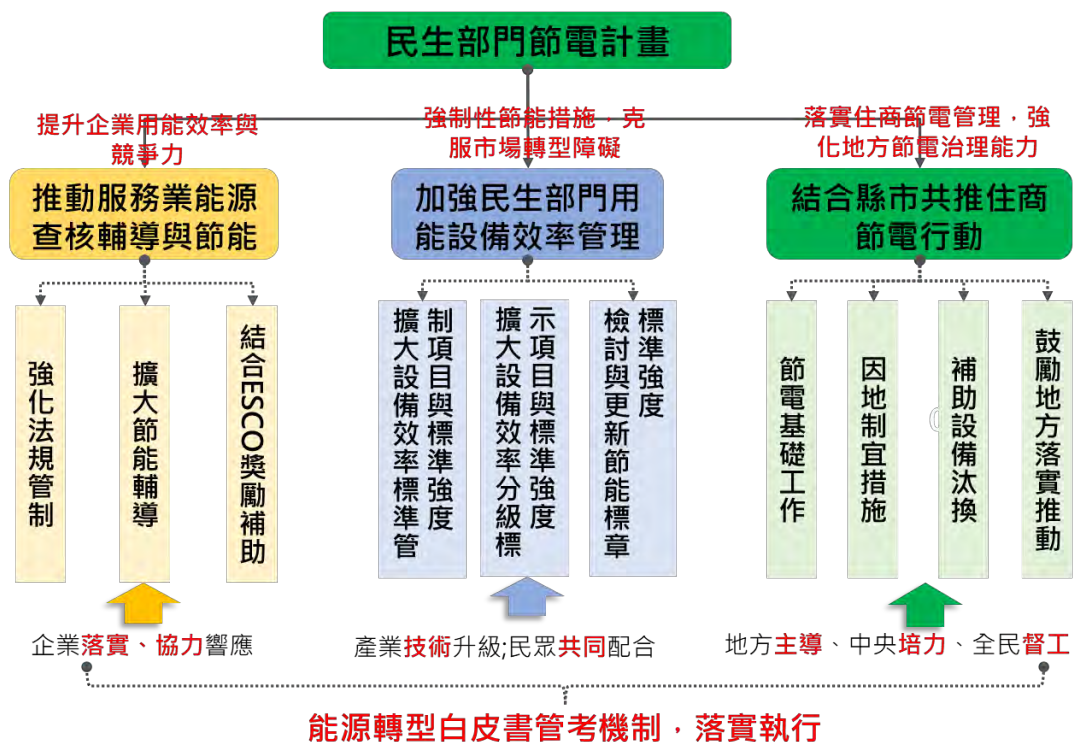 民生部門節電計畫
提升企業用能效率與
競爭力
強制性節能措施，克
服市場轉型障礙
落實住商節電管理，強
化地方節電治理能力
推動服務業能源
查核輔導與節能
加強民生部門用
能設備效率管理
結合縣市共推住商
節電行動
強化法規管制
擴大節能輔導
結合ESCO獎勵補助
擴大設備效率標準管
制項目與標準強度
擴大設備效率分級標
示項目與標準強度
檢討與更新節能標章
標準強度
節電基礎工作
因地制宜措施
補助設備汰換
鼓勵地方落實推動
企業落實、協力響應
產業技術升級;民眾共同配合
地方主導、中央培力、全民督工
能源轉型白皮書管考機制，落實執行